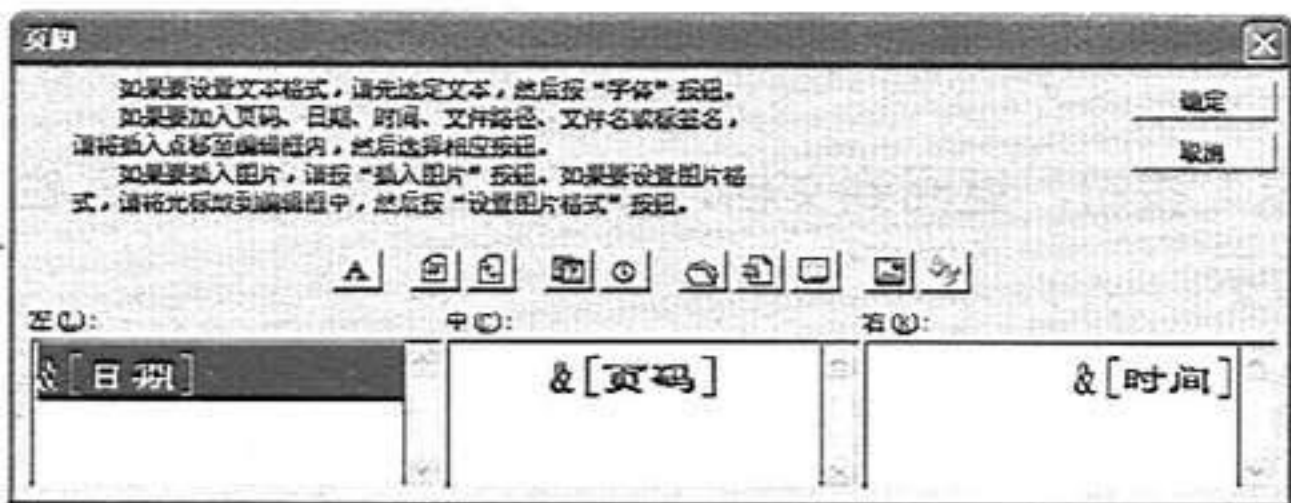 页脚
如果要设置文本格式，请先选定文本，然后按“字体”按钮。
如果要加入页码、日期、时间、文件路径、文件名或标签名，
请将插入点移至编辑框内，然后选择相应按钮。
如果要插入图片，请按“插入图片”按钮。如果要设置图片格
式，请将光标放到编辑框中，然后按“设置图片格式”按钮。
确定
取消
A
左(L):
中(C):
右(R):
&[日期]
&[页码]
&[时间]